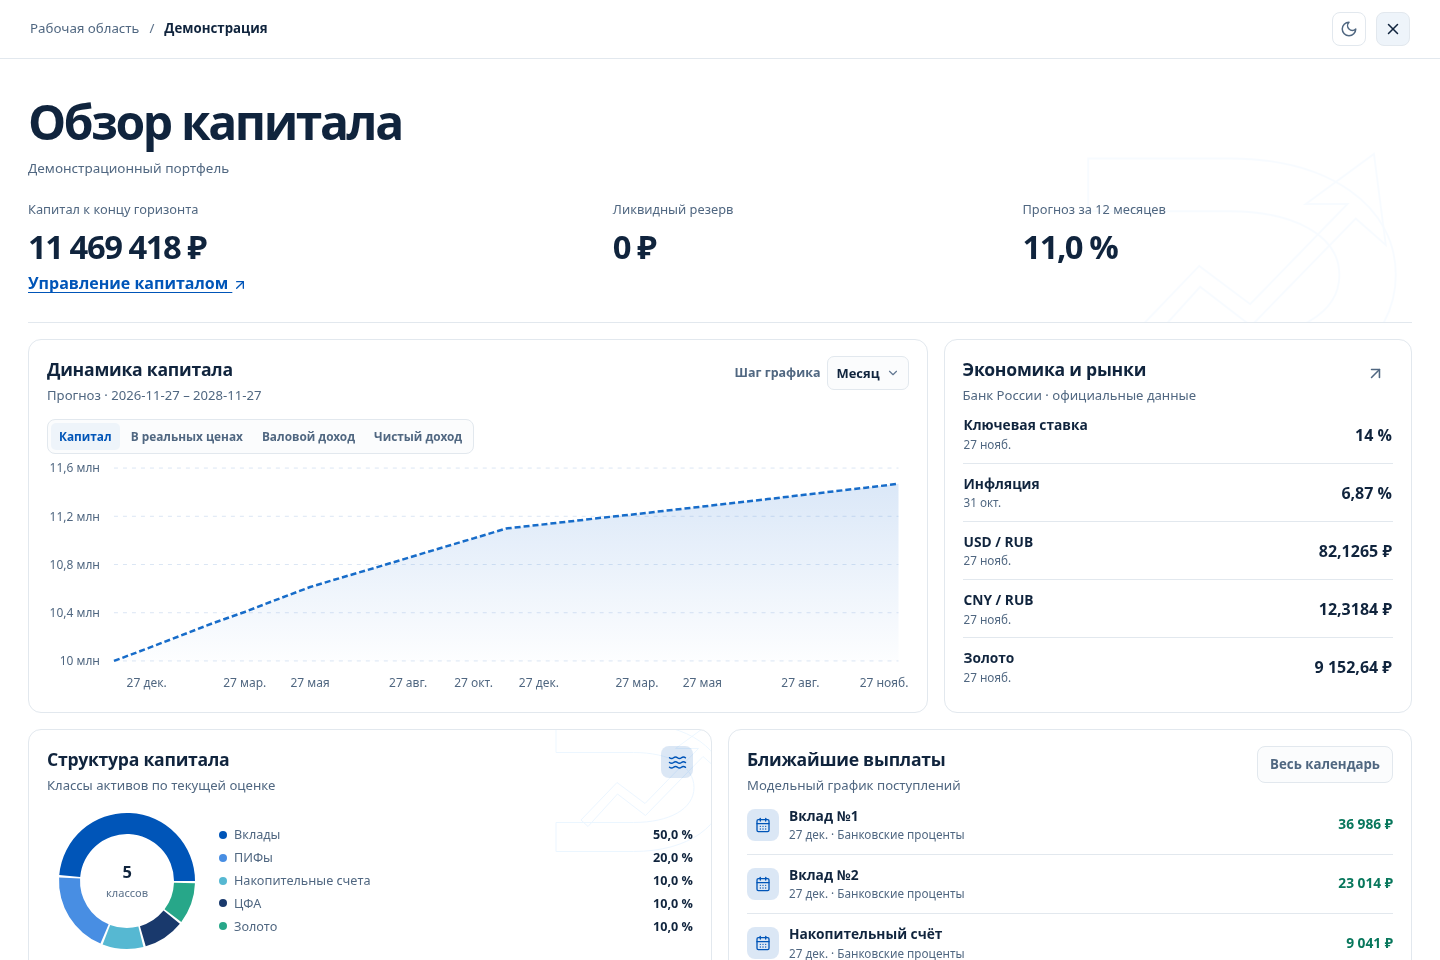 Рабочая область / Демонстрация
Обзор капитала
Демонстрационный портфель
Капитал к концу горизонта
11 469 418 ₽
Управление капиталом
Ликвидный резерв
0 ₽
Прогноз за 12 месяцев
11,0 %
Динамика капитала
Прогноз · 2026-11-27 – 2028-11-27
Шаг графика Месяц
Капитал В реальных ценах Валовой доход Чистый доход
11,6 млн
11,2 млн
10,8 млн
10,4 млн
10 млн
27 дек. 27 мар. 27 мая 27 авг. 27 окт. 27 дек. 27 мар. 27 мая 27 авг. 27 нояб.
Экономика и рынки
Банк России · официальные данные
Ключевая ставка
27 нояб.
14 %
Инфляция
31 окт.
6,87 %
USD / RUB
27 нояб.
82,1265 ₽
CNY / RUB
27 нояб.
12,3184 ₽
Золото
27 нояб.
9 152,64 ₽
Структура капитала
Классы активов по текущей оценке
5
классов
Вклады 50,0 %
ПИФы 20,0 %
Накопительные счета 10,0 %
ЦФА 10,0 %
Золото 10,0 %
Ближайшие выплаты
Модельный график поступлений
Весь календарь
Вклад №1
27 дек. · Банковские проценты
36 986 ₽
Вклад №2
27 дек. · Банковские проценты
23 014 ₽
Накопительный счёт
27 дек. · Банковские проценты
9 041 ₽